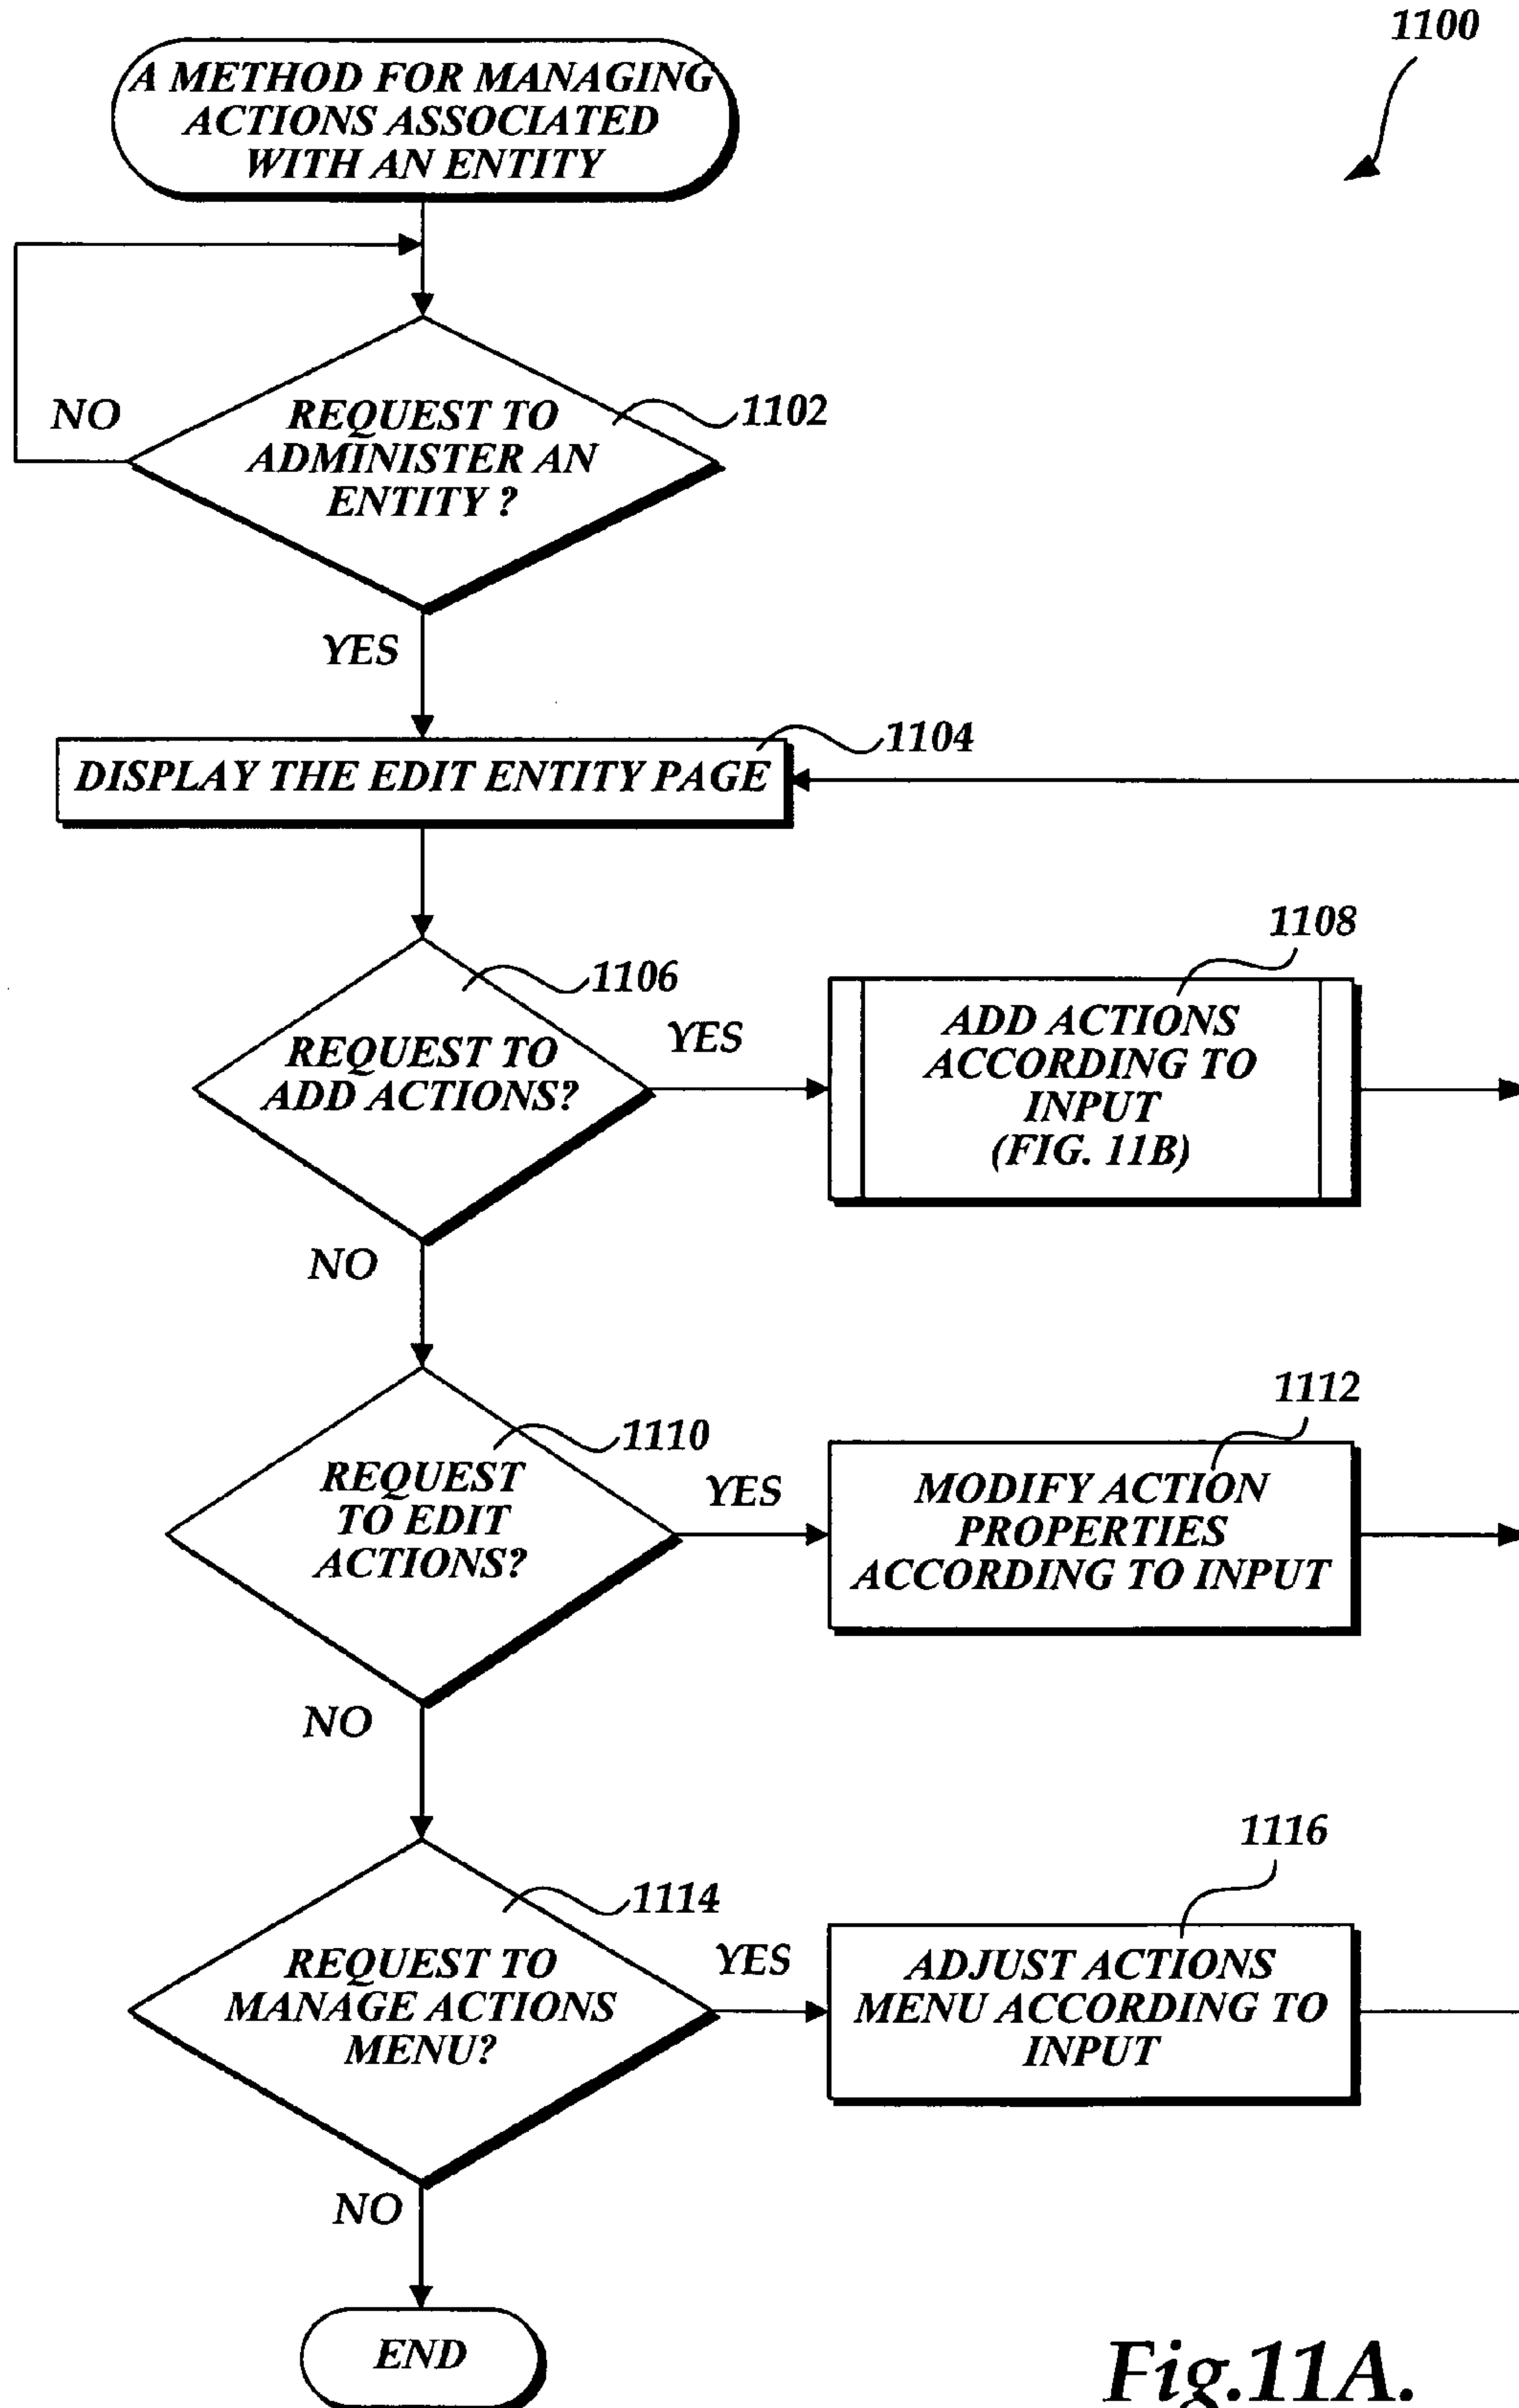 1100
A METHOD FOR MANAGING
ACTIONS ASSOCIATED
WITH AN ENTITY
NO
REQUEST TO
ADMINISTER AN
ENTITY ?
1102
YES
1104
DISPLAY THE EDIT ENTITY PAGE
1106
REQUEST TO
ADD ACTIONS?
YES
1108
ADD ACTIONS
ACCORDING TO
INPUT
(FIG. 11B)
NO
1110
REQUEST
TO EDIT
ACTIONS?
YES
1112
MODIFY ACTION
PROPERTIES
ACCORDING TO INPUT
NO
1114
REQUEST TO
MANAGE ACTIONS
MENU?
YES
1116
ADJUST ACTIONS
MENU ACCORDING TO
INPUT
NO
END
Fig.11A.